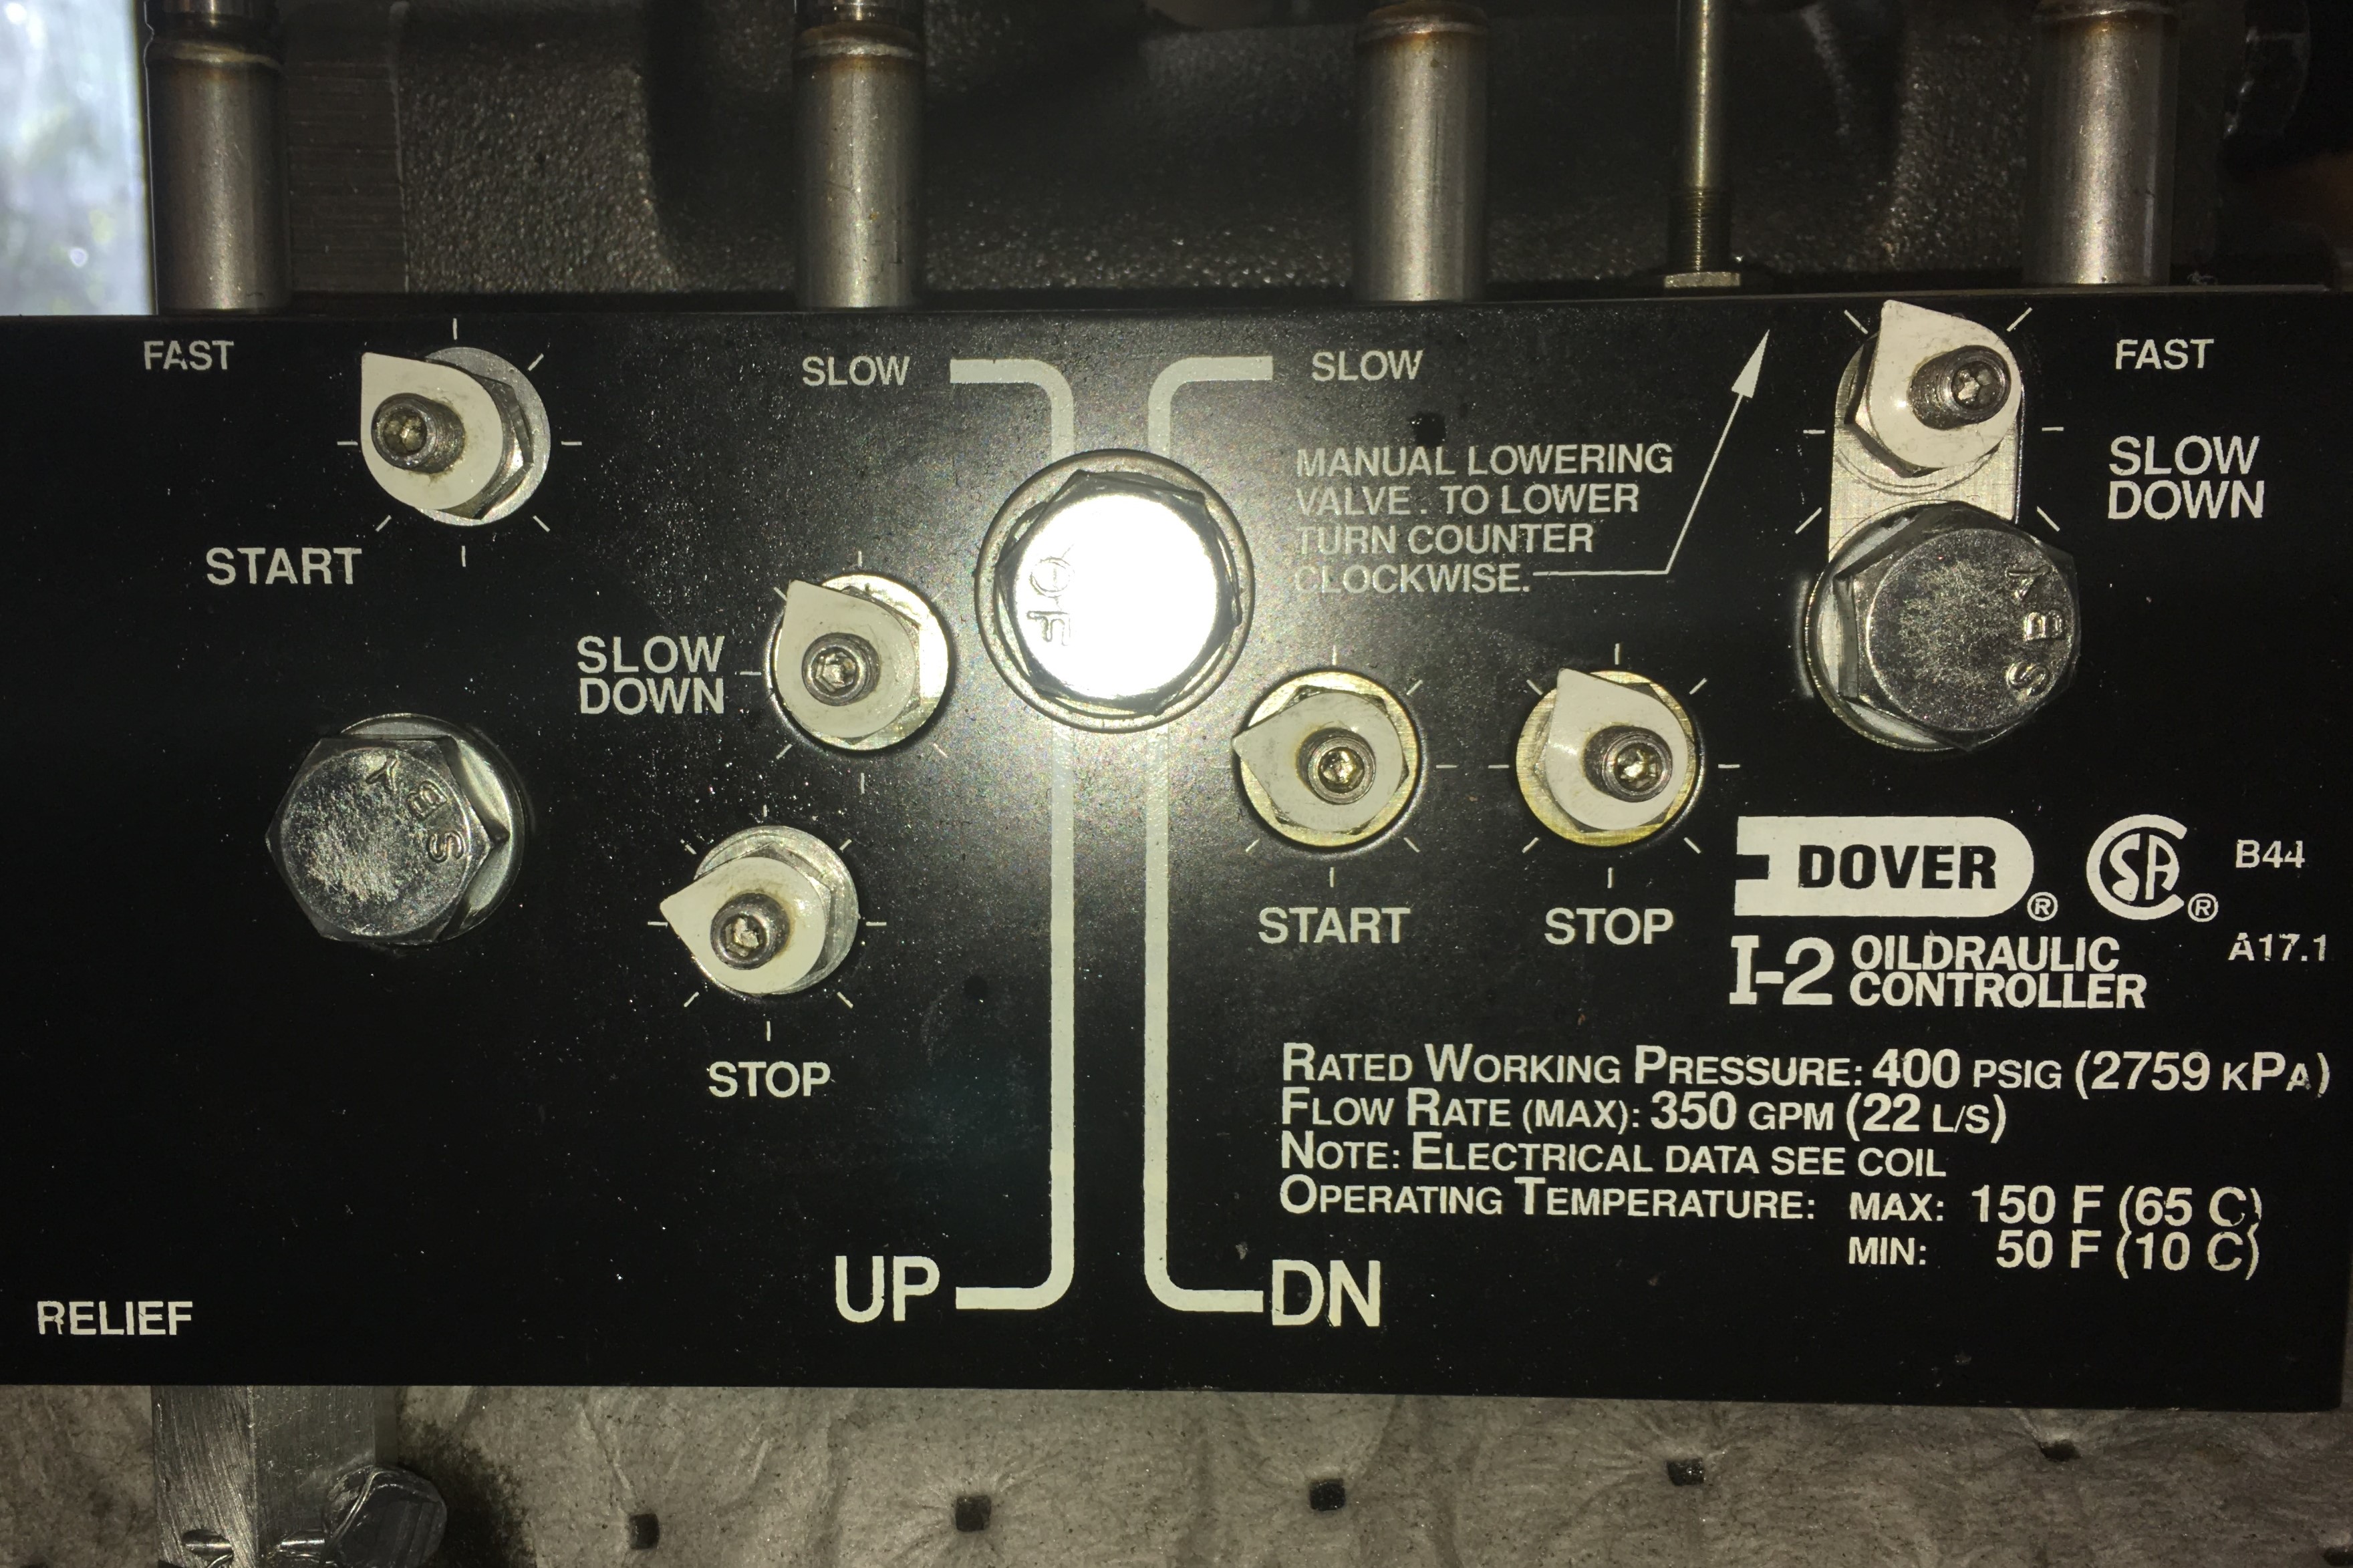 FAST
START
SLOW
DOWN
STOP
RELIEF
SLOW
UP
SLOW
DN
MANUAL LOWERING
VALVE. TO LOWER
TURN COUNTER
CLOCKWISE.
FAST
SLOW
DOWN
START
STOP
SBY
SBY
DOVER®
SA®
B44
A17.1
I-2 OILDRAULIC
CONTROLLER
RATED WORKING PRESSURE: 400 PSIG (2759 KPA)
FLOW RATE (MAX): 350 GPM (22 L/S)
NOTE: ELECTRICAL DATA SEE COIL
OPERATING TEMPERATURE: MAX: 150 F (65 C)
MIN: 50 F (10 C)